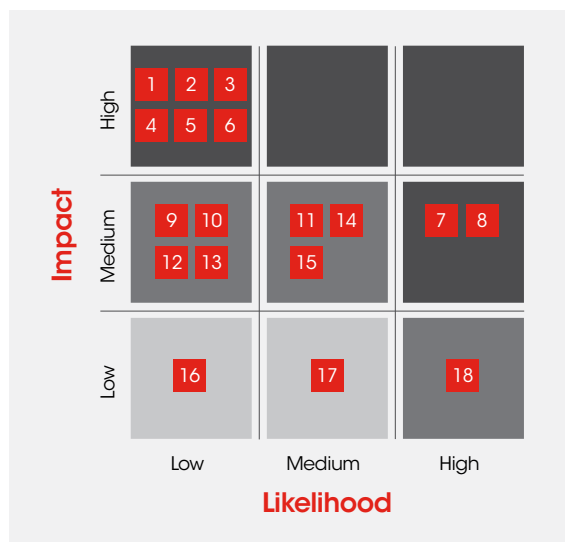 Impact
High
1 2 3
4 5 6
Medium
9 10 11 14 7 8
12 13 15
Low
16 17 18
Low Medium High
Likelihood